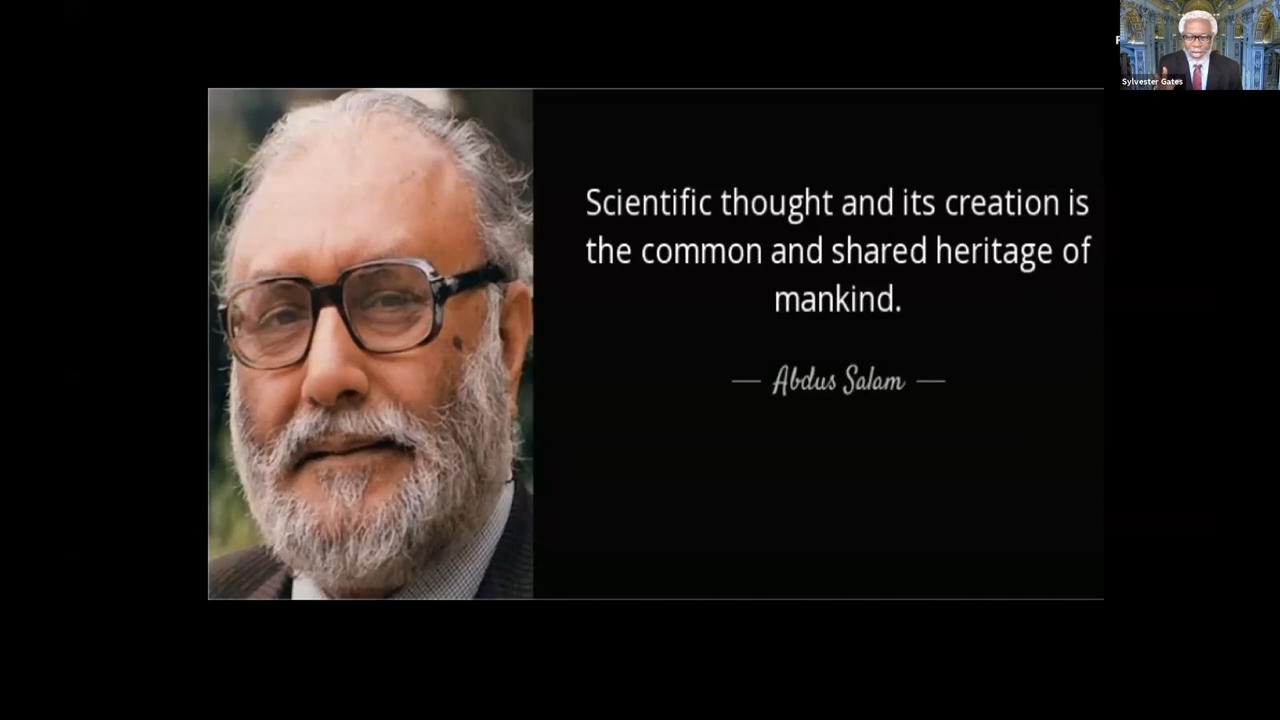 Scientific thought and its creation is
the common and shared heritage of
mankind.
— Abdus Salam —
Sylvester Gates